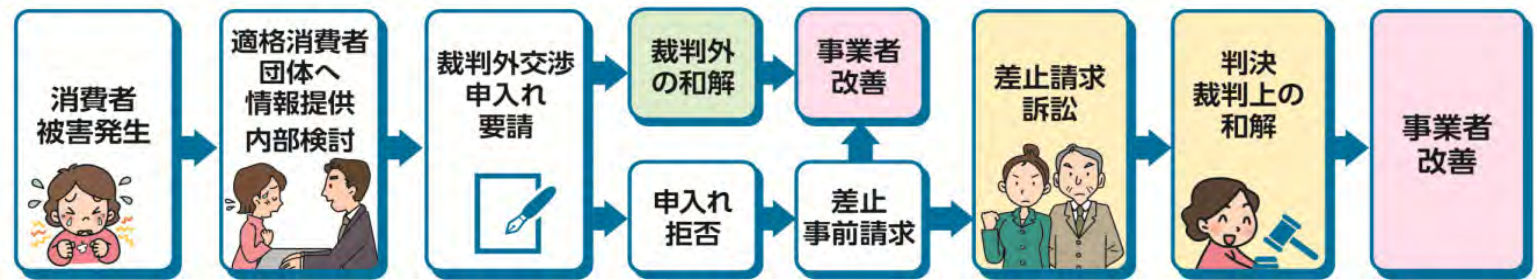 消費者
被害発生
適格消費者
団体へ
情報提供
内部検討
裁判外交渉
申入れ
要請
裁判外
の和解
事業者
改善
申入れ
拒否
差止
事前請求
差止請求
訴訟
判決
裁判上の
和解
事業者
改善